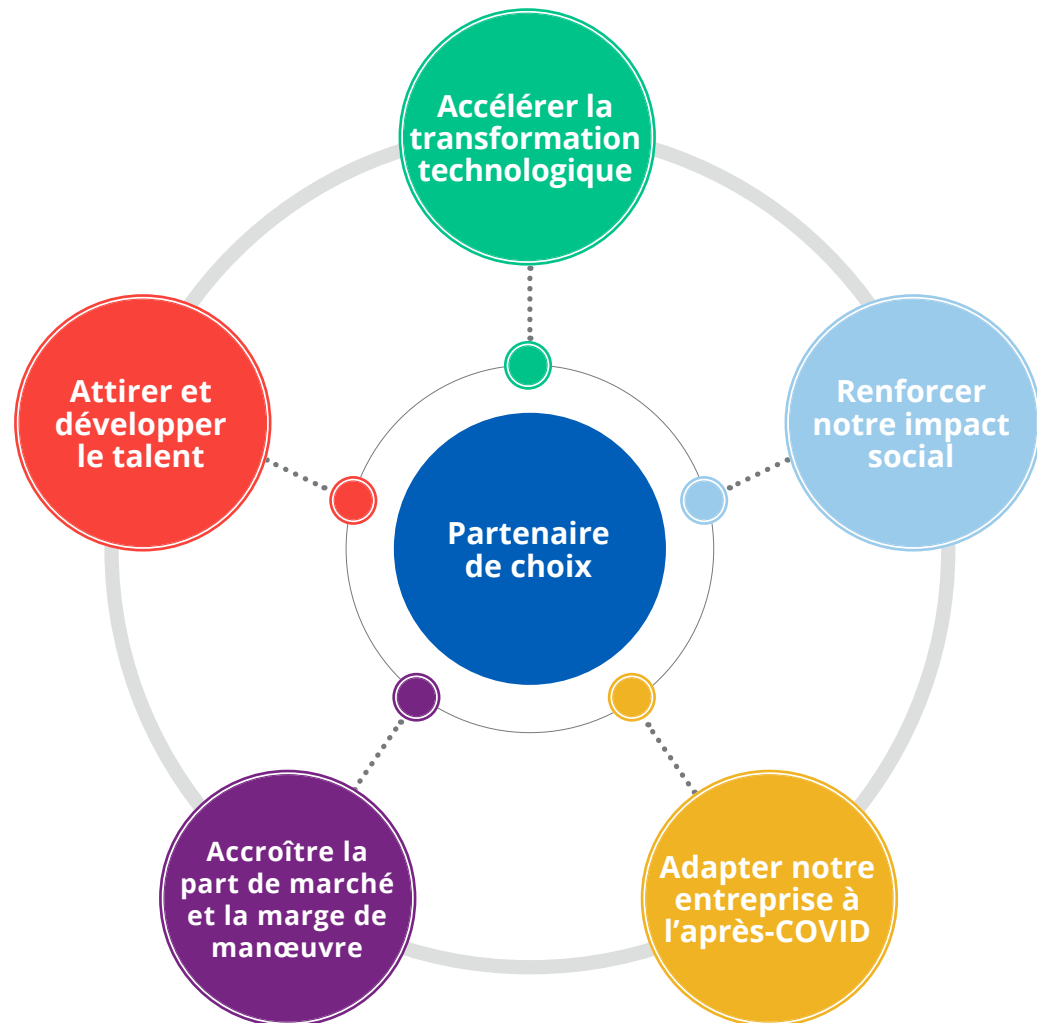 Accélérer la
transformation
technologique
Attirer et
développer
le talent
Renforcer
notre impact
social
Partenaire
de choix
Accroître la
part de marché
et la marge de
manœuvre
Adapter notre
entreprise à
l’après-COVID